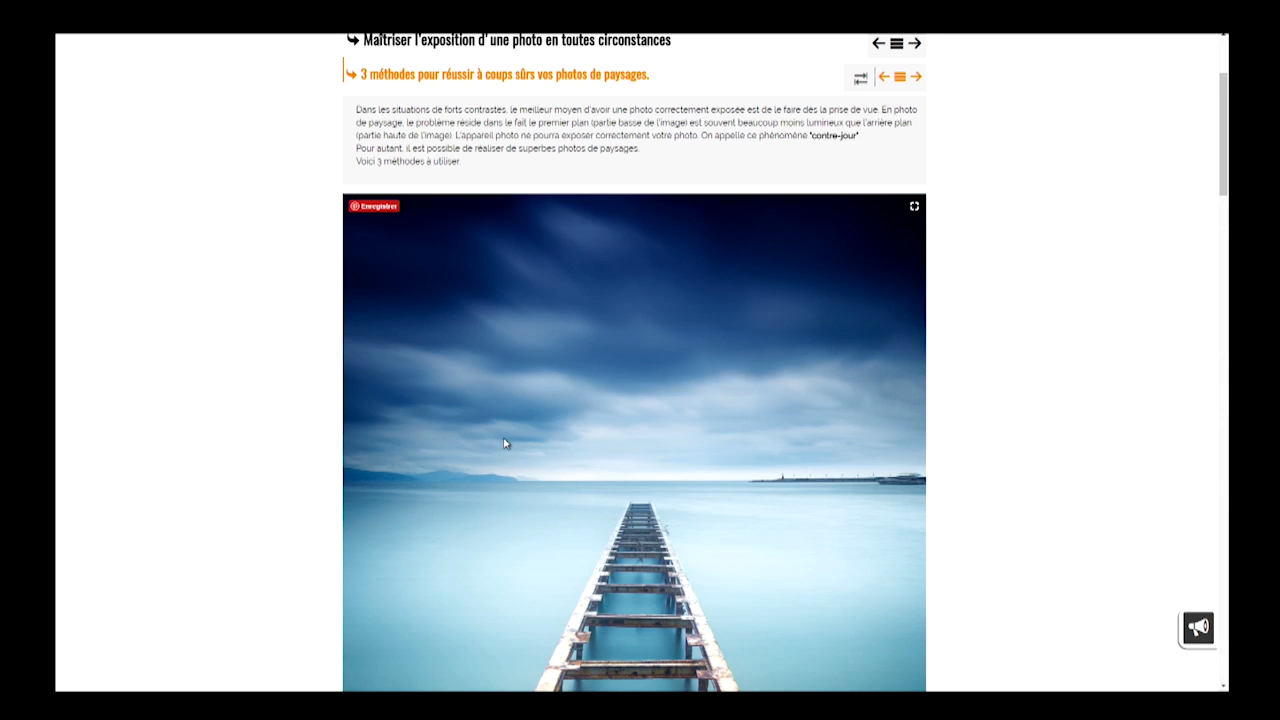 Maîtriser l'exposition d'une photo en toutes circonstances
3 méthodes pour réussir à coups sûrs vos photos de paysages.
Dans les situations de forts contrastes, le meilleur moyen d'avoir une photo correctement exposée est de le faire dès la prise de vue. En photo
de paysage, le problème réside dans le fait le premier plan (partie basse de l'image) est souvent beaucoup moins lumineux que l'arrière plan
(partie haute de l'image). L'appareil photo ne pourra exposer correctement votre photo. On appelle ce phénomène "contre-jour"
Pour autant, il est possible de réaliser de superbes photos de paysages.
Voici 3 méthodes à utiliser.
Enregistrer